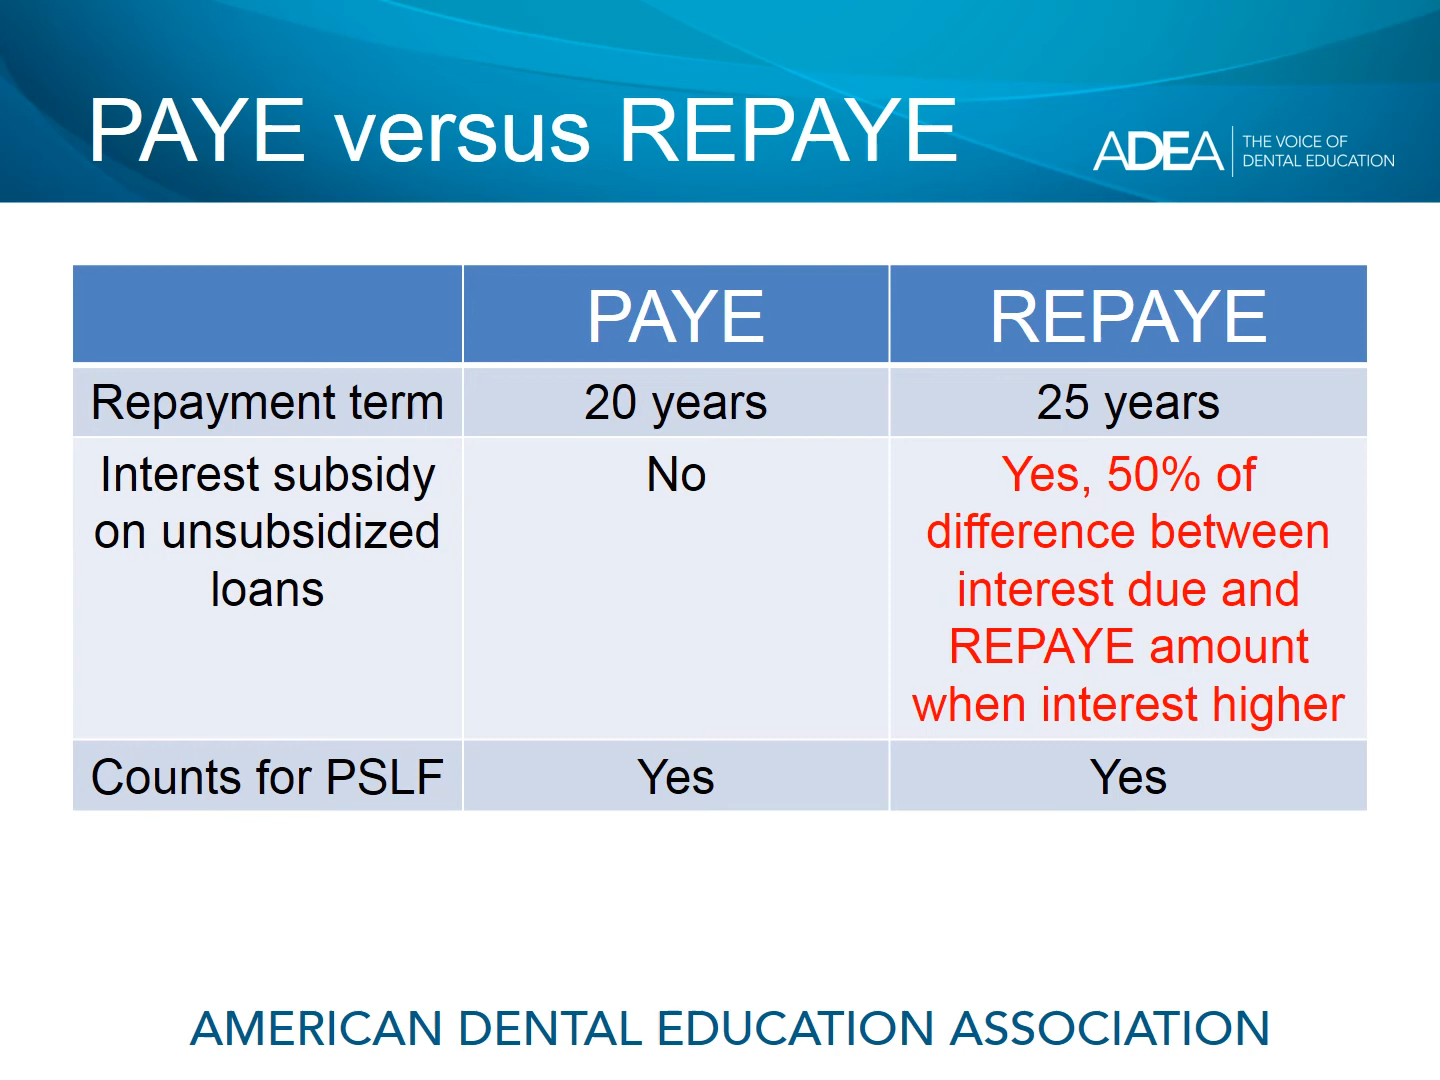 PAYE versus REPAYE
ADEA
THE VOICE OF
DENTAL EDUCATION
PAYE REPAYE
Repayment term 20 years 25 years
Interest subsidy No Yes, 50% of
on unsubsidized difference between
loans interest due and
REPAYE amount
when interest higher
Counts for PSLF Yes Yes
AMERICAN DENTAL EDUCATION ASSOCIATION